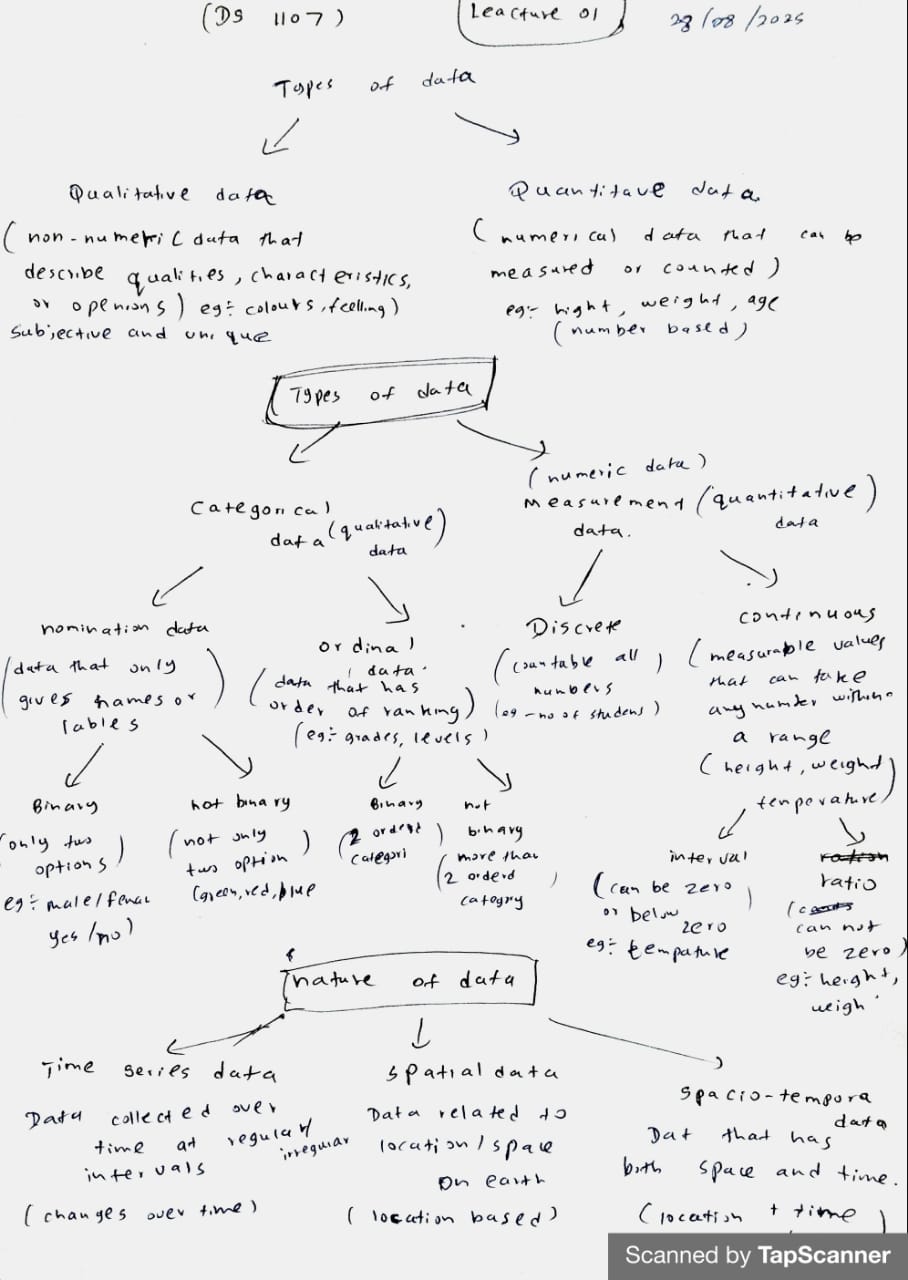 (DS 1107)
Leacture 01
28/08/2025
Types of data
Qualitative data
(non-numeric data that
describe qualities, characteristics,
or openions) eg:- colours, feelling)
Subjective and unique
Quantitave data
(numerical data that can be
measured or counted)
eg:- hight, weight, age
(number based)
Types of data
Categorical
data (qualitative)
data
(numeric data)
measurement (quantitative)
data.
data
nomination data
(data that only
gives names or
lables)
Binary
(only two
options)
eg:- male/femal
yes/no)
not binary
(not only
two option)
(green, red, blue
ordinal
data.
(data that has
order of ranking)
(eg:- grades, levels)
Binary
(2 orderd
categori)
not
binary
(more than
2 orderd
catogry)
Discrete
(countable all
numbers)
(eg - no of studens)
continuous
(measurable values
that can take
any number within
a range
(height, weight
tenperature)
interval
(can be zero
or below
zero)
eg:- tempature
ration
ratio
(can not
be zero)
eg:- height,
weigh
nature of data
Time series data
Data collected over
time at regular/
irregular
intervals
(changes over time)
Spatial data
Data related to
location/space
on earth
(location based)
Spacio-tempora
data
Dat that has
both space and time.
(location + time)
Scanned by TapScanner